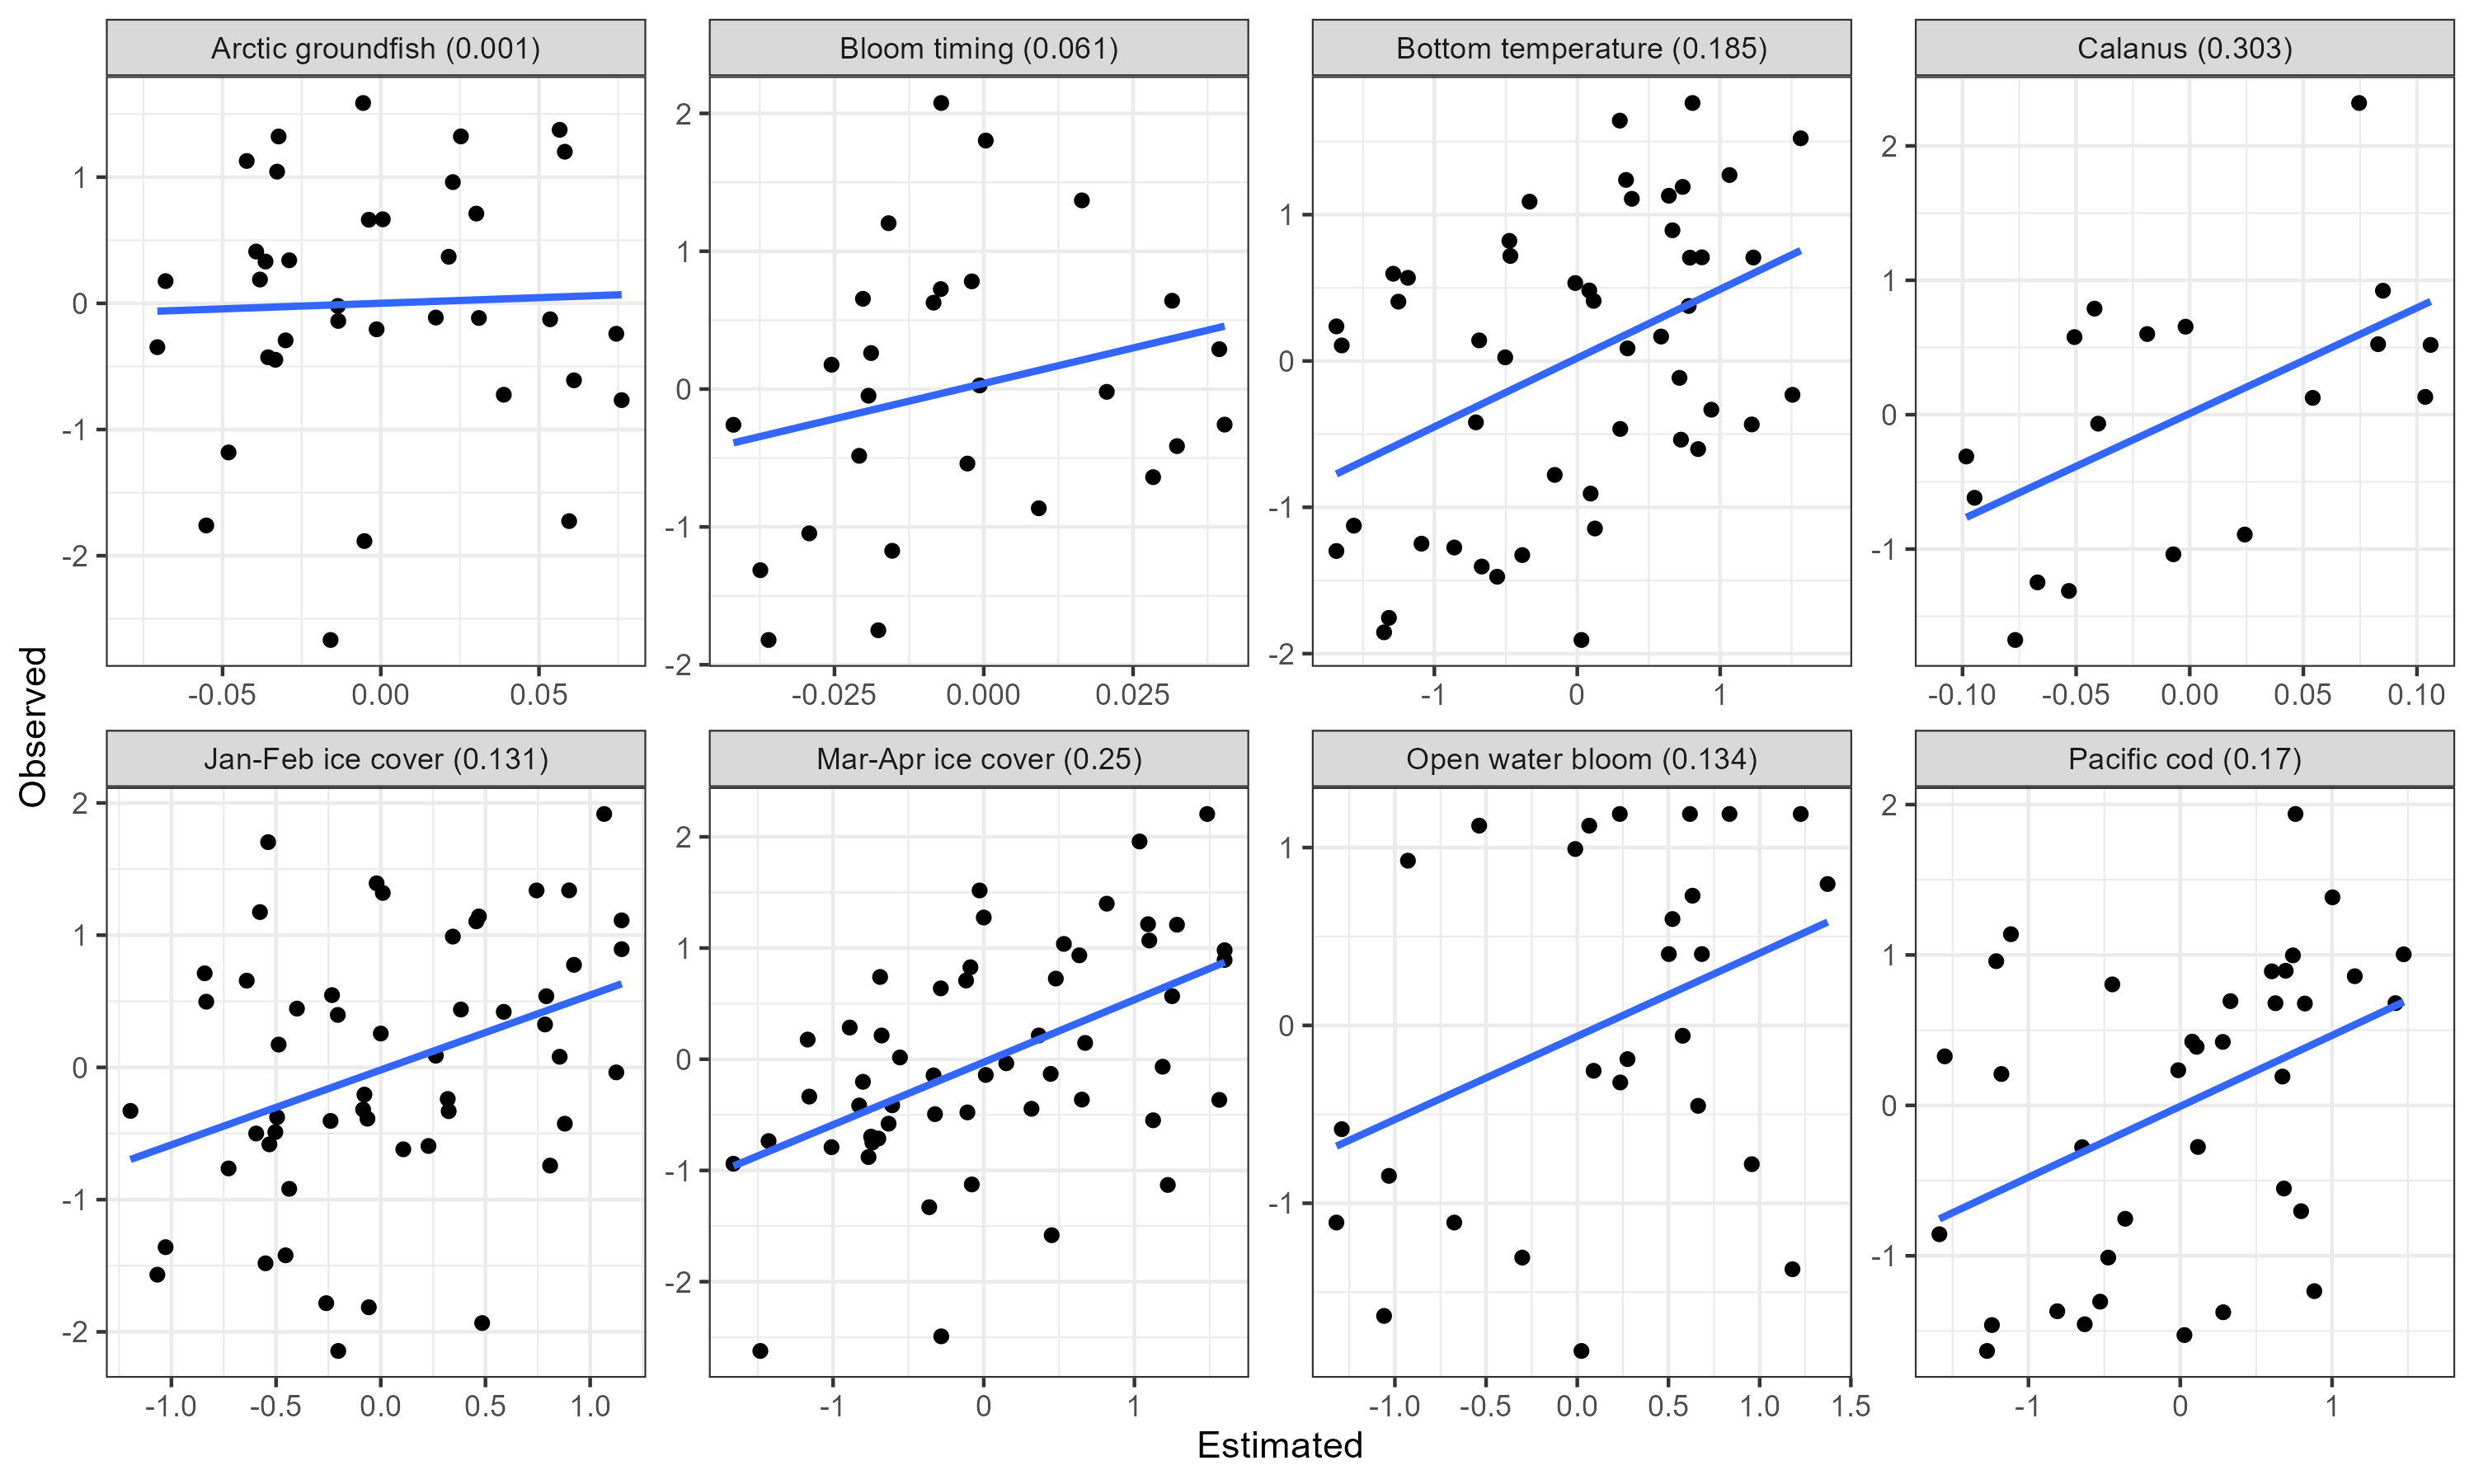 Arctic groundfish (0.001)
Bloom timing (0.061)
Bottom temperature (0.185)
Calanus (0.303)
1
0
-1
-2
-0.05 0.00 0.05
2
1
0
-1
-2
-0.025 0.000 0.025
1
0
-1
-2
-1 0 1
2
1
0
-1
-0.10 -0.05 0.00 0.05 0.10
Observed
Jan-Feb ice cover (0.131)
Mar-Apr ice cover (0.25)
Open water bloom (0.134)
Pacific cod (0.17)
2
1
0
-1
-2
-1.0 -0.5 0.0 0.5 1.0
2
1
0
-1
-2
-1 0 1
1
0
-1
-1.0 -0.5 0.0 0.5 1.0 1.5
2
1
0
-1
-1 0 1
Estimated